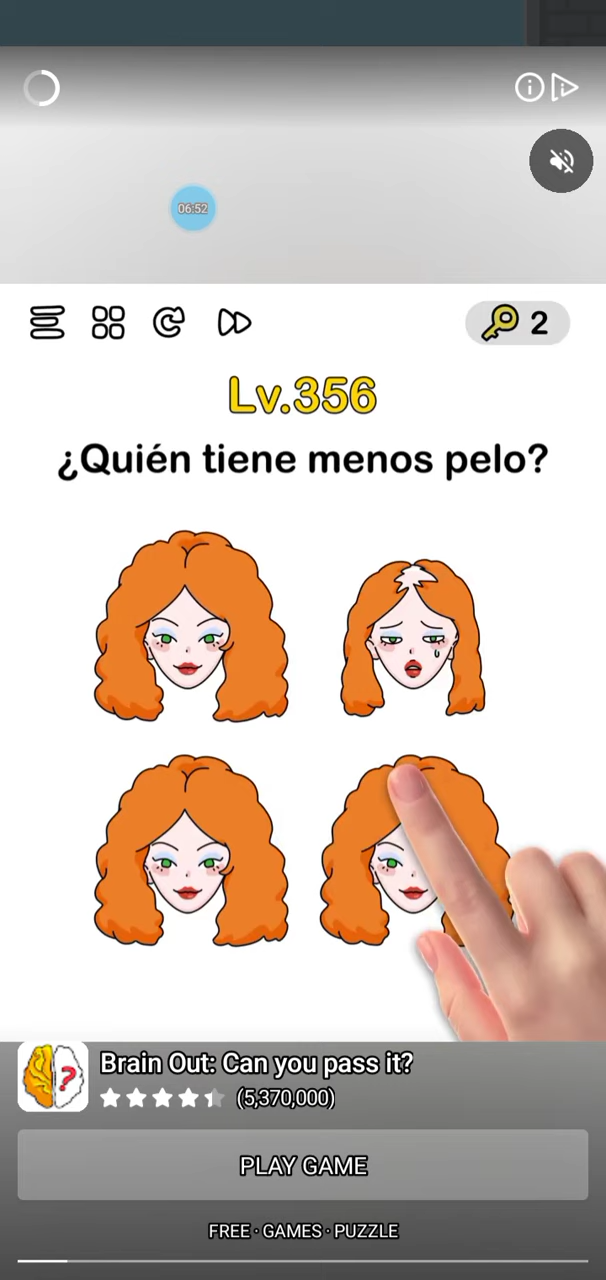 06:52
2
Lv.356
¿Quién tiene menos pelo?
Brain Out: Can you pass it?
(5,370,000)
PLAY GAME
FREE · GAMES · PUZZLE